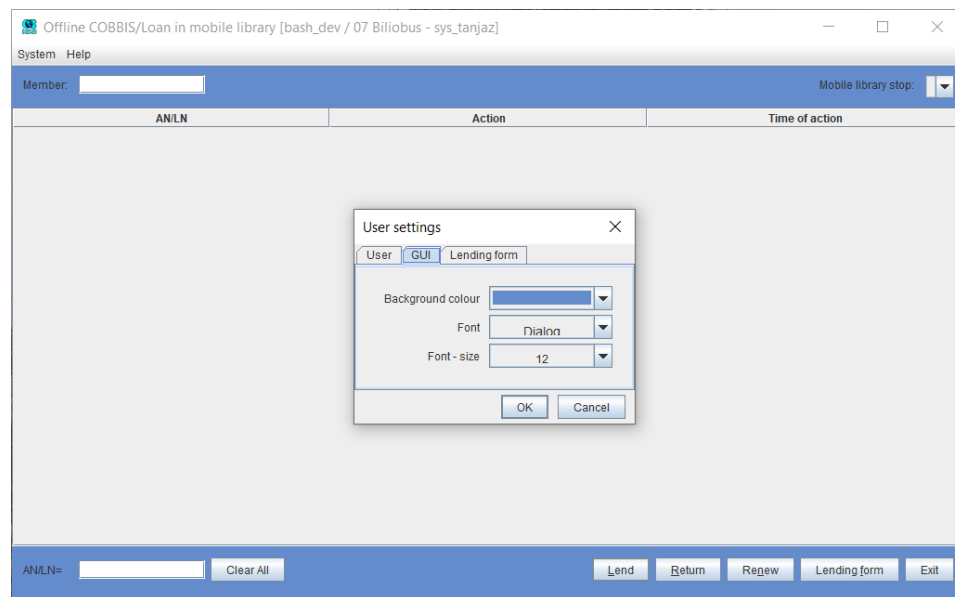 Offline COBBIS/Loan in mobile library [bash_dev / 07 Biliobus - sys_tanjaz]
System Help
Member: Mobile library stop:
AN/LN Action Time of action
User settings
User GUI Lending form
Background colour
Font Dialog
Font - size 12
OK Cancel
AN/LN= Clear All Lend Return Renew Lending form Exit